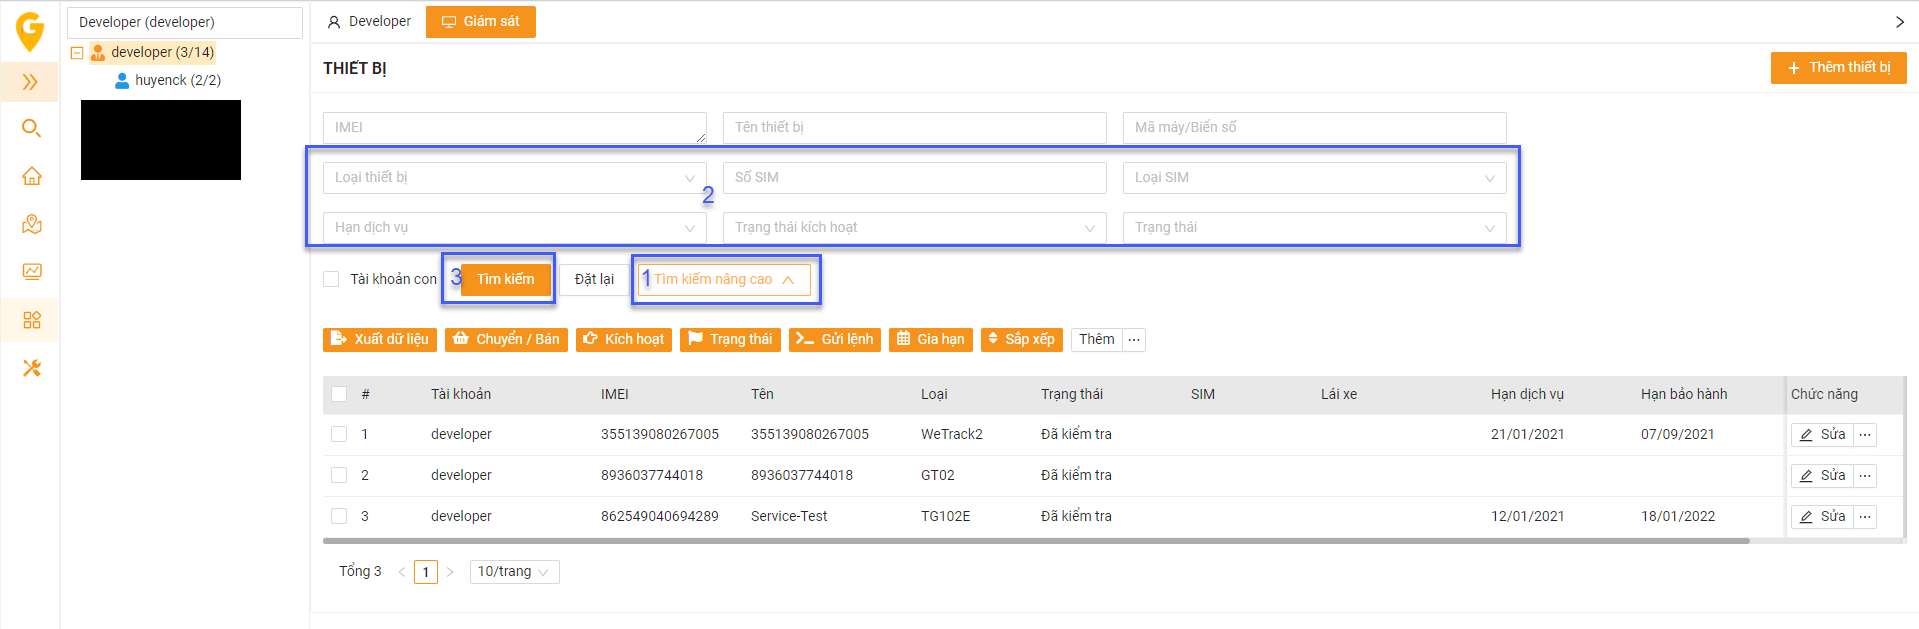 G
Developer (developer)
developer (3/14)
huyenck (2/2)
Developer Giám sát
THIẾT BỊ
Thêm thiết bị
IMEI Tên thiết bị Mã máy/Biển số
Loại thiết bị Số SIM Loại SIM
2
Hạn dịch vụ Trạng thái kích hoạt Trạng thái
Tài khoản con 3 Tìm kiếm Đặt lại 1 Tìm kiếm nâng cao
Xuất dữ liệu Chuyển / Bán Kích hoạt Trạng thái Gửi lệnh Gia hạn Sắp xếp Thêm ...
# Tài khoản IMEI Tên Loại Trạng thái SIM Lái xe Hạn dịch vụ Hạn bảo hành Chức năng
1 developer 355139080267005 355139080267005 WeTrack2 Đã kiểm tra 21/01/2021 07/09/2021 Sửa ...
2 developer 8936037744018 8936037744018 GT02 Đã kiểm tra Sửa ...
3 developer 862549040694289 Service-Test TG102E Đã kiểm tra 12/01/2021 18/01/2022 Sửa ...
Tổng 3 < 1 > 10/trang